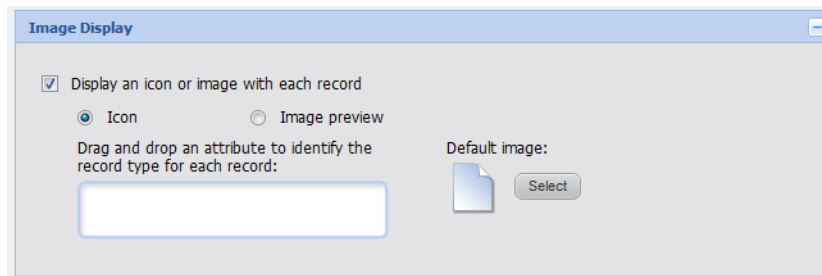 Image Display
Display an icon or image with each record
Icon
Image preview
Drag and drop an attribute to identify the
record type for each record:
Default image:
Select